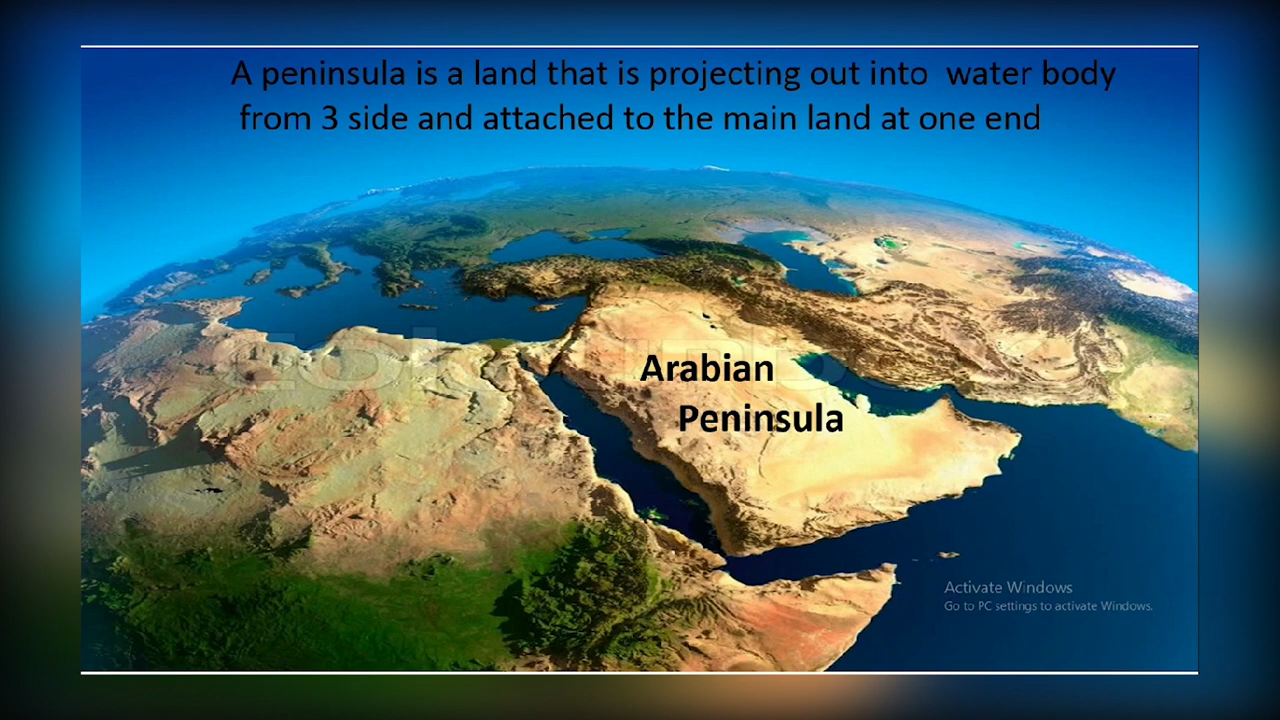 A peninsula is a land that is projecting out into water body
from 3 side and attached to the main land at one end
Arabian
Peninsula
Activate Windows
Go to PC settings to activate Windows.